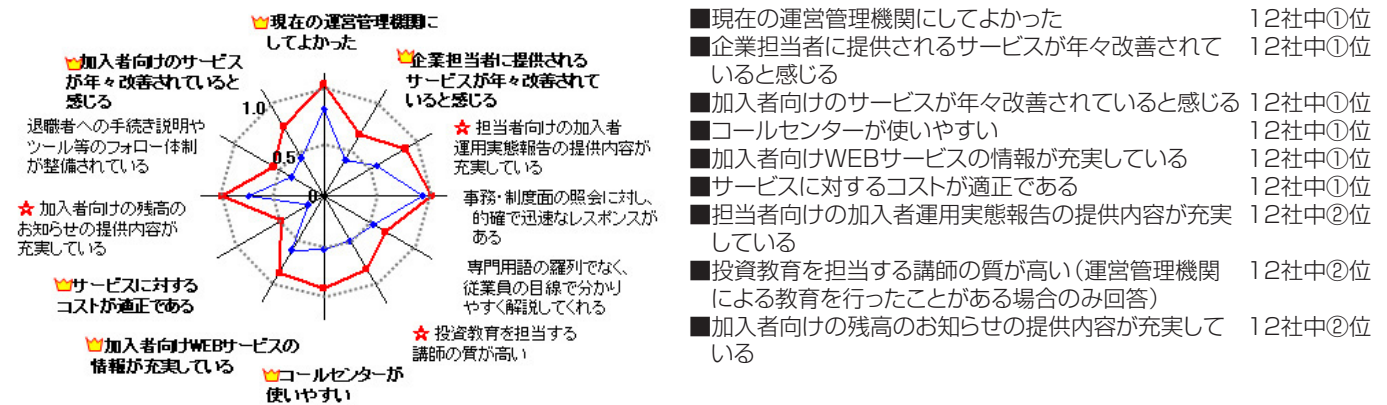 現在の運営管理機関に
してよかった
企業担当者に提供される
サービスが年々改善されて
いると感じる
★ 担当者向けの加入者
運用実態報告の提供内容が
充実している
事務・制度面の照会に対し、
的確で迅速なレスポンスが
ある
専門用語の羅列でなく、
従業員の目線で分かり
やすく解説してくれる
★ 投資教育を担当する
講師の質が高い
コールセンターが
使いやすい
加入者向けWEBサービスの
情報が充実している
サービスに対する
コストが適正である
★ 加入者向けの残高の
お知らせの提供内容が
充実している
退職者への手続き説明や
ツール等のフォロー体制
が整備されている
加入者向けのサービス
が年々改善されていると
感じる
1.0
0.5
0
■現在の運営管理機関にしてよかった 12社中①位
■企業担当者に提供されるサービスが年々改善されて 12社中①位
いると感じる
■加入者向けのサービスが年々改善されていると感じる 12社中①位
■コールセンターが使いやすい 12社中①位
■加入者向けWEBサービスの情報が充実している 12社中①位
■サービスに対するコストが適正である 12社中①位
■担当者向けの加入者運用実態報告の提供内容が充実 12社中②位
している
■投資教育を担当する講師の質が高い（運営管理機関 12社中②位
による教育を行ったことがある場合のみ回答）
■加入者向けの残高のお知らせの提供内容が充実して 12社中②位
いる